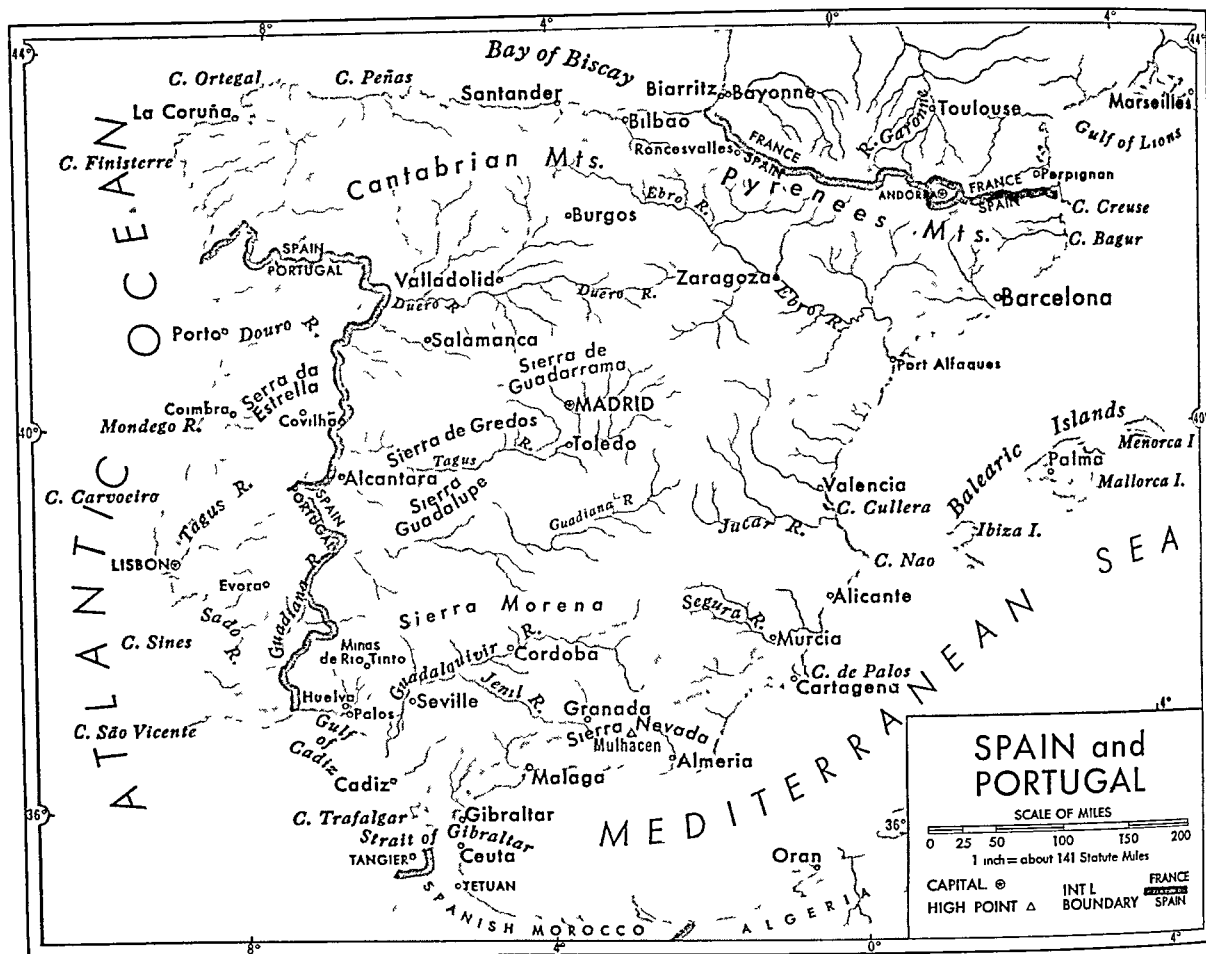 8°
4°
0°
4°
44°
44°
Bay of Biscay
C. Ortegal
C. Peñas
Santander
Biarritz
Bayonne
Toulouse
Marseilles
La Coruña
Bilbao
R. Garonne
Gulf of Lions
C. Finisterre
Roncesvalles
FRANCE
SPAIN
Cantabrian Mts.
Pyrenees Mts.
ANDORRA
FRANCE
SPAIN
Perpignan
C. Creuse
C. Bagur
Ebro R.
Burgos
SPAIN
PORTUGAL
Valladolid
Zaragoza
Duero R
Duero R.
Ebro R.
Barcelona
Porto
Douro R.
Salamanca
Sierra de
Guadarrama
Port Alfaques
Serra da
Estrella
MADRID
Coimbra
Covilhã
Mondego R.
40°
40°
Sierra de Gredos
Toledo
Tagus R.
Balearic Islands
Menorca I
Palma
Mallorca I.
Alcantara
Sierra
Guadalupe
Valencia
C. Carvoeiro
SPAIN
PORTUGAL
Tagus R.
Guadiana R
Jucar R.
C. Cullera
Ibiza I.
LISBON
C. Nao
Evora
Guadiana R.
Alicante
Sado R.
Sierra Morena
Segura R.
C. Sines
Minas
de Rio Tinto
Guadalquivir R.
Cordoba
Murcia
C. de Palos
Cartagena
Huelva
Palos
Seville
Jenil R.
Granada
C. São Vicente
Gulf
of
Cadiz
Sierra Nevada
Mulhacen
Almeria
Cadiz
Malaga
C. Trafalgar
Gibraltar
Strait of Gibraltar
36°
36°
TANGIER
Ceuta
TETUAN
Oran
SPANISH MOROCCO
ALGERIA
ATLANTIC OCEAN
MEDITERRANEAN SEA
SPAIN and
PORTUGAL
SCALE OF MILES
0 25 50 100 150 200
1 inch = about 141 Statute Miles
CAPITAL
HIGH POINT
INT'L
BOUNDARY
FRANCE
SPAIN
8°
4°
0°
4°